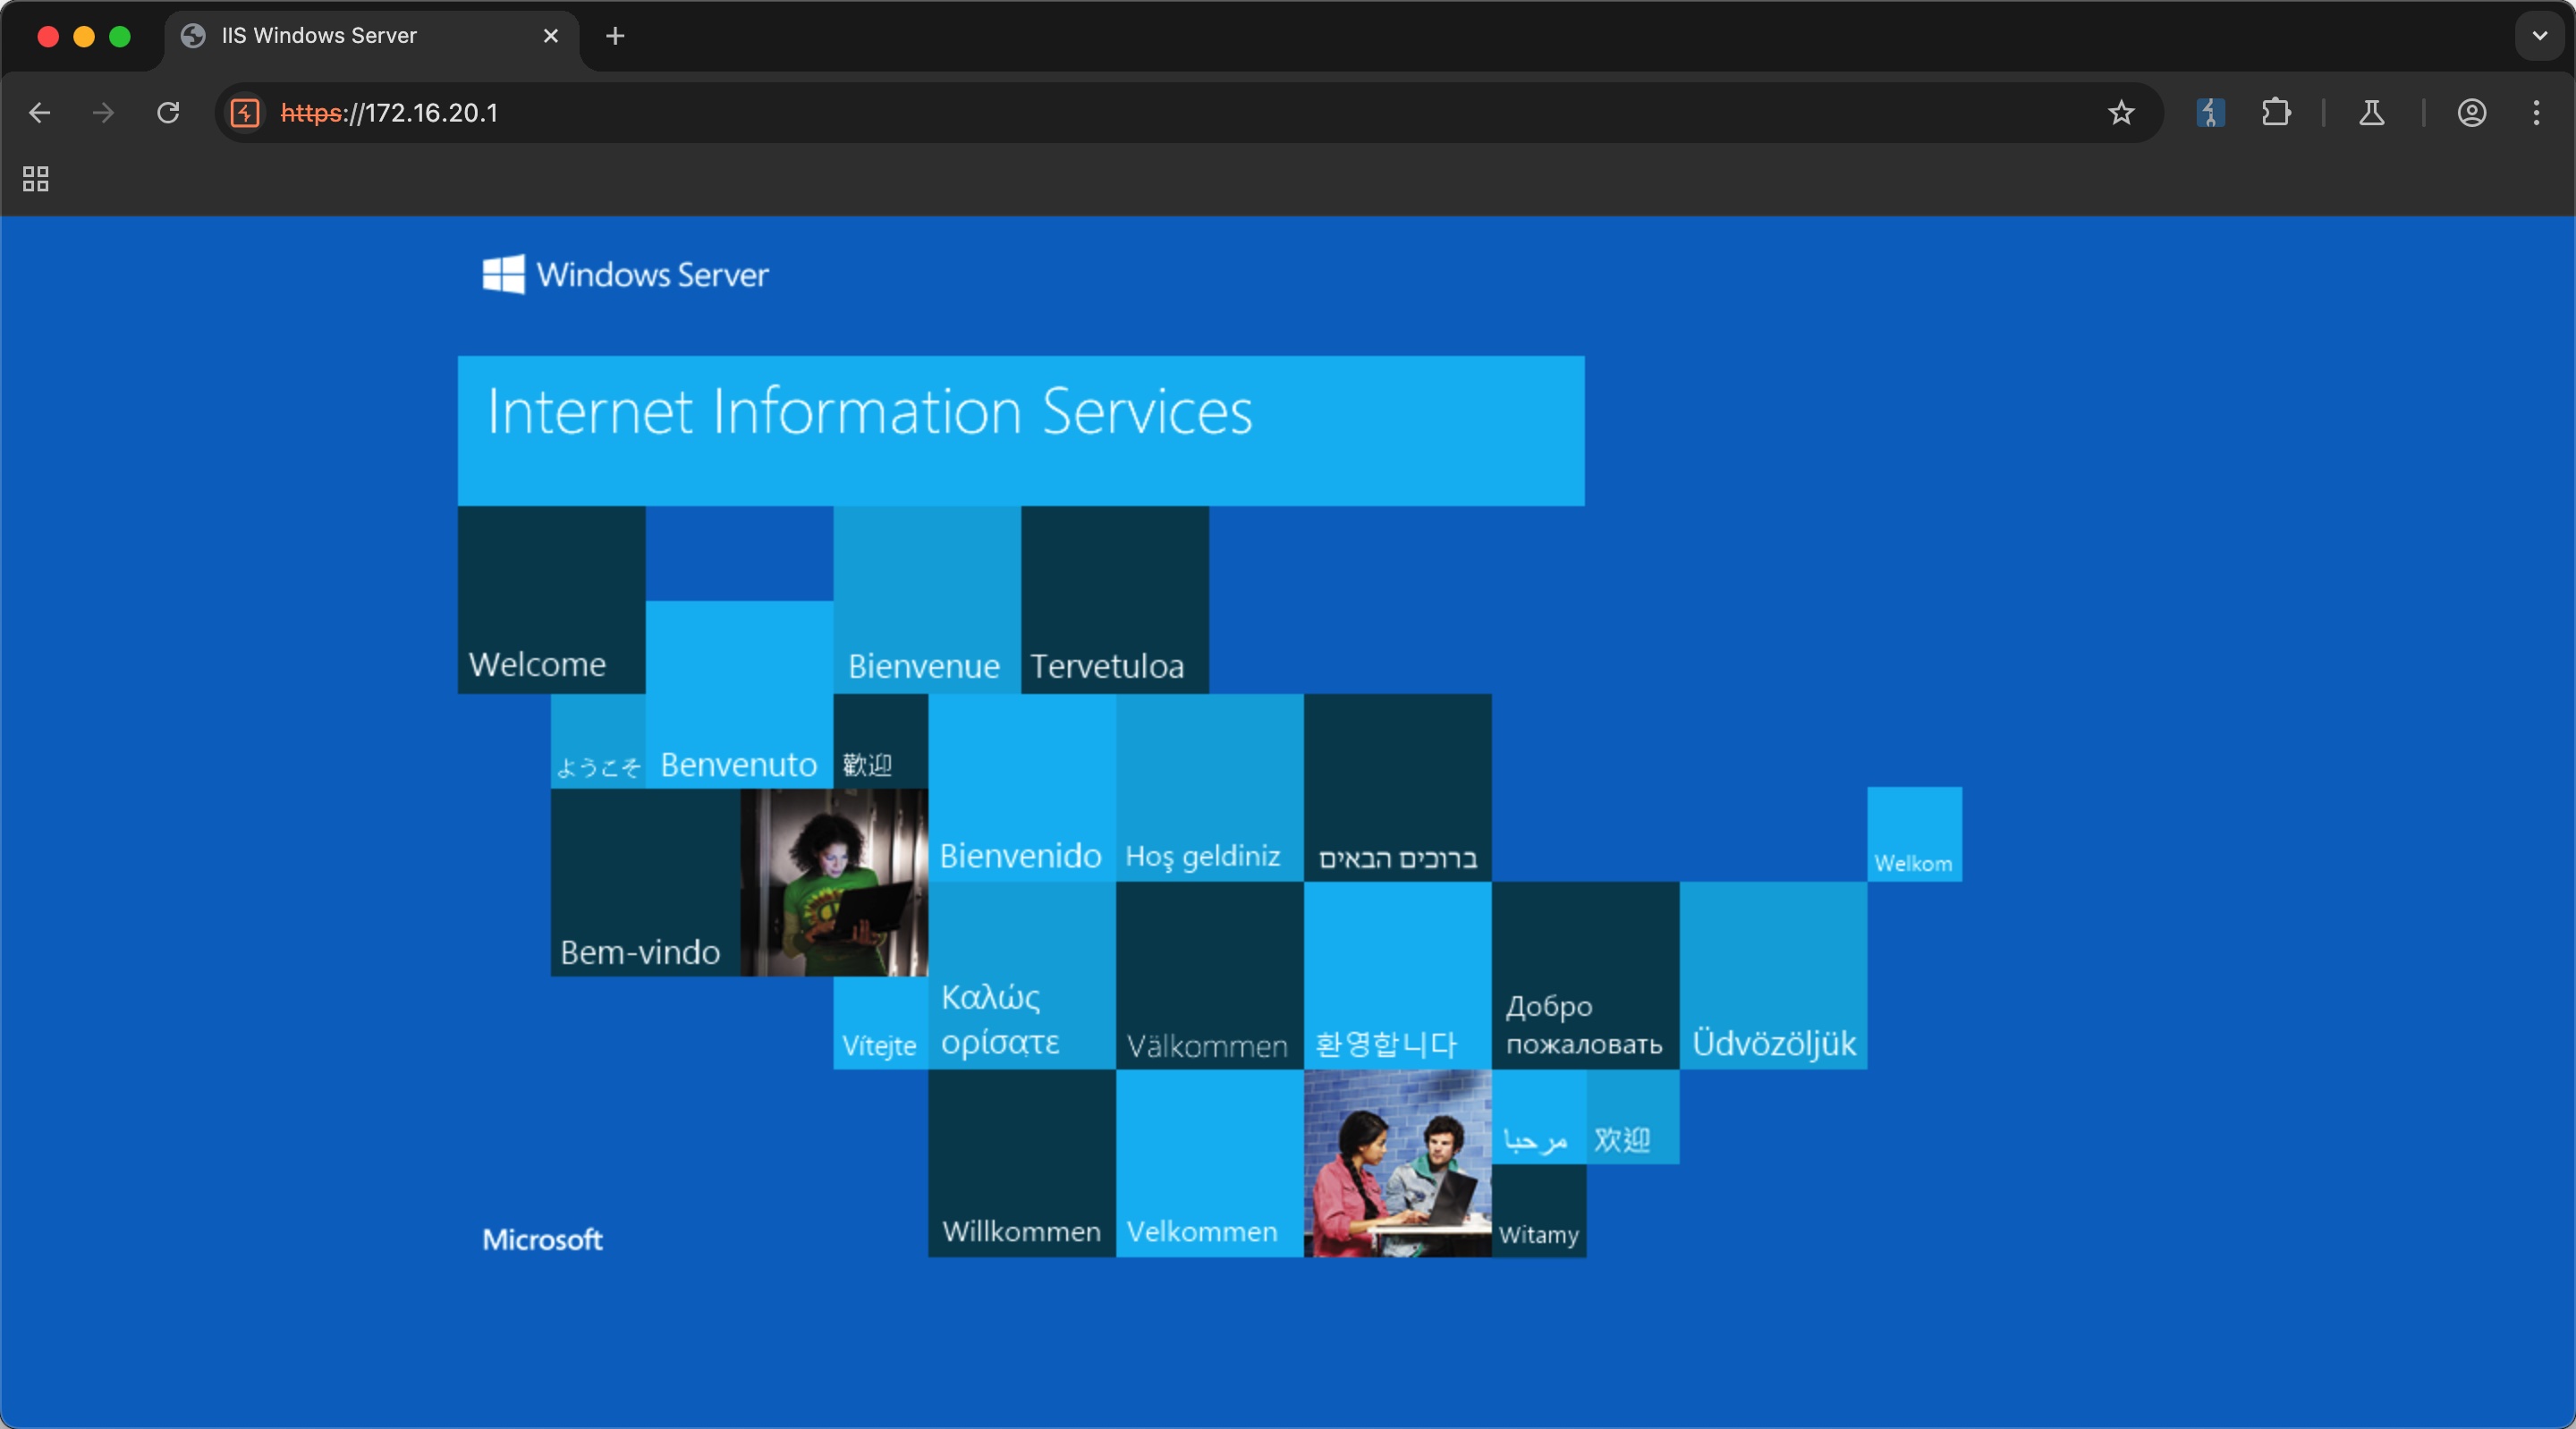 IIS Windows Server
https://172.16.20.1
Windows Server
Internet Information Services
Welcome
Bienvenue
Tervetuloa
ようこそ
Benvenuto
歡迎
Bienvenido
Hoş geldiniz
ברוכים הבאים
Welkom
Bem-vindo
Vítejte
Καλώς
ορίσατε
Välkommen
환영합니다
Добро
пожаловать
Üdvözöljük
مرحبا
欢迎
Willkommen
Velkommen
Witamy
Microsoft